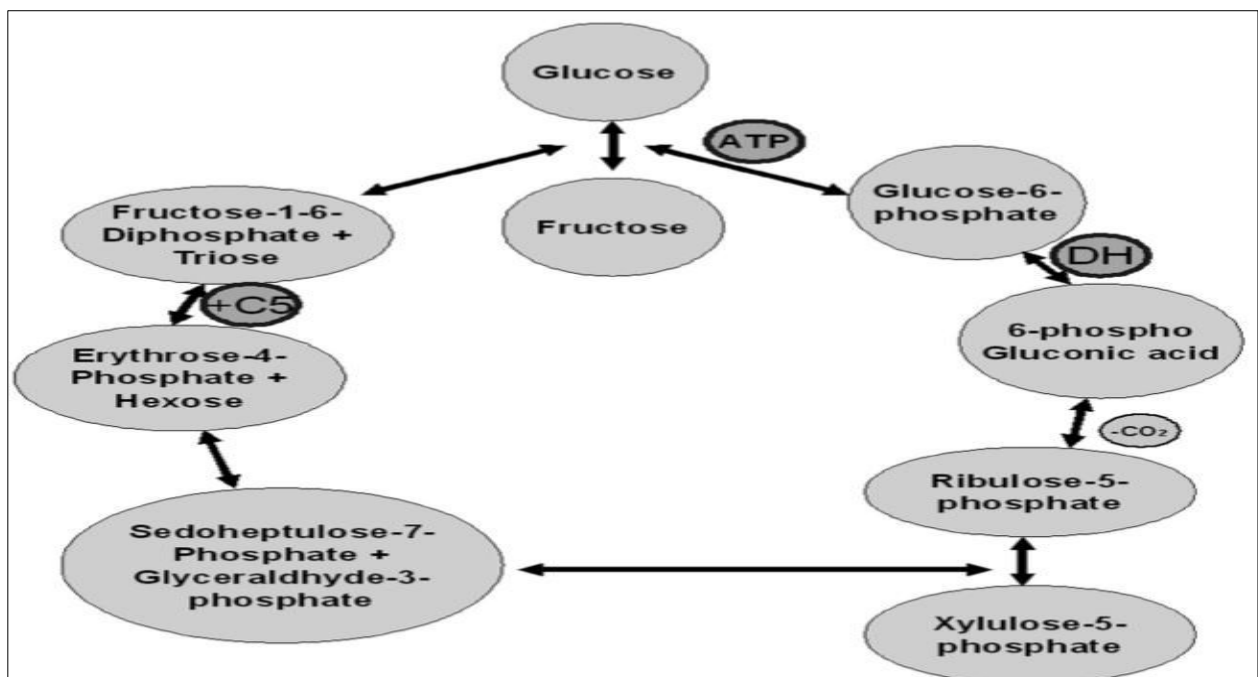 Glucose
ATP
Fructose
Glucose-6-
phosphate
DH
6-phospho
Gluconic acid
-CO₂
Ribulose-5-
phosphate
Xylulose-5-
phosphate
Sedoheptulose-7-
Phosphate +
Glyceraldhyde-3-
phosphate
Erythrose-4-
Phosphate +
Hexose
+C5
Fructose-1-6-
Diphosphate +
Triose